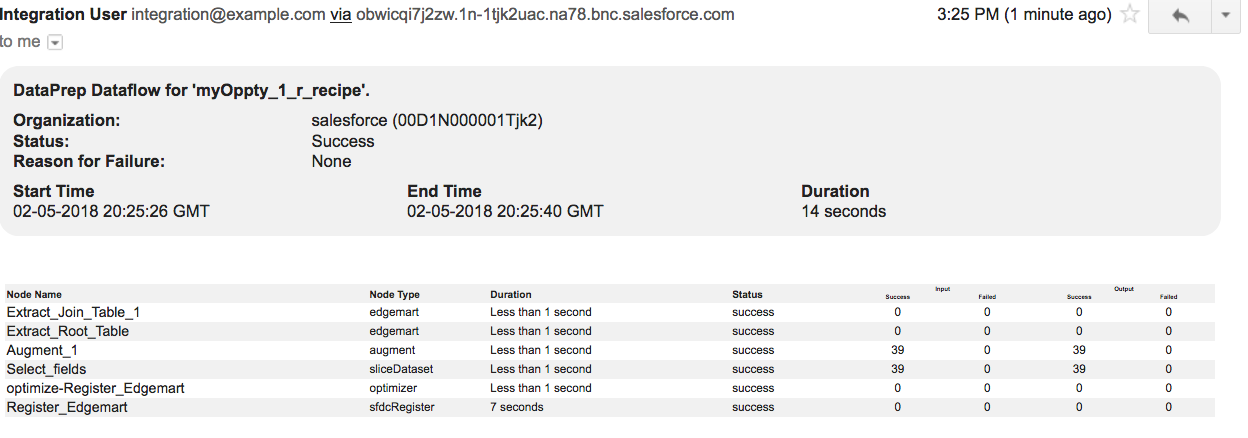 Integration User integration@example.com via obwicqi7j2zw.1n-1tjk2uac.na78.bnc.salesforce.com 3:25 PM (1 minute ago)
to me
DataPrep Dataflow for 'myOppty_1_r_recipe'.
Organization: salesforce (00D1N000001Tjk2)
Status: Success
Reason for Failure: None
Start Time End Time Duration
02-05-2018 20:25:26 GMT 02-05-2018 20:25:40 GMT 14 seconds
Input Output
Node Name Node Type Duration Status Success Failed Success Failed
Extract_Join_Table_1 edgemart Less than 1 second success 0 0 0 0
Extract_Root_Table edgemart Less than 1 second success 0 0 0 0
Augment_1 augment Less than 1 second success 39 0 39 0
Select_fields sliceDataset Less than 1 second success 39 0 39 0
optimize-Register_Edgemart optimizer Less than 1 second success 0 0 0 0
Register_Edgemart sfdcRegister 7 seconds success 0 0 0 0